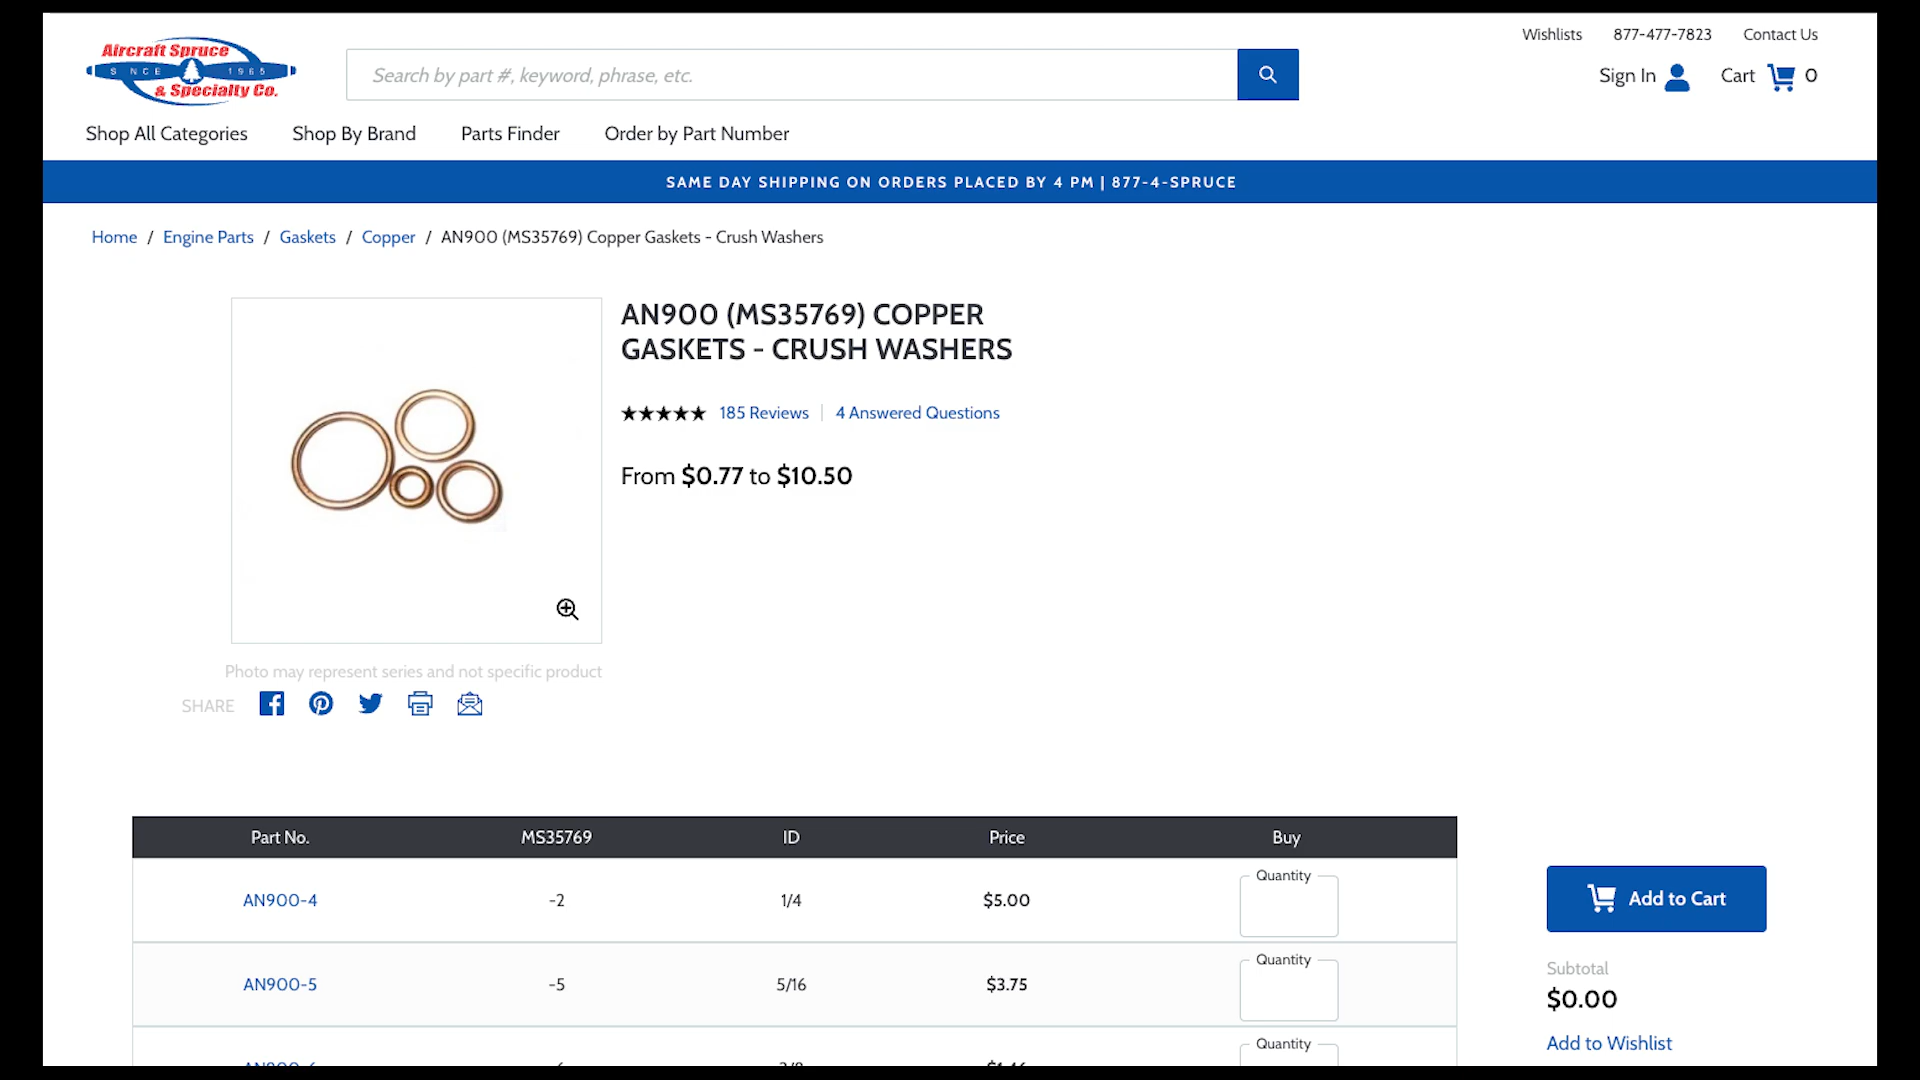 Aircraft Spruce
SINCE 1965
& Specialty Co.
Search by part #, keyword, phrase, etc.
Wishlists 877-477-7823 Contact Us
Sign In Cart 0
Shop All Categories Shop By Brand Parts Finder Order by Part Number
SAME DAY SHIPPING ON ORDERS PLACED BY 4 PM | 877-4-SPRUCE
Home / Engine Parts / Gaskets / Copper / AN900 (MS35769) Copper Gaskets - Crush Washers
AN900 (MS35769) COPPER
GASKETS - CRUSH WASHERS
185 Reviews | 4 Answered Questions
From $0.77 to $10.50
Photo may represent series and not specific product
SHARE
Part No. MS35769 ID Price Buy
AN900-4 -2 1/4 $5.00 Quantity
AN900-5 -5 5/16 $3.75 Quantity
Quantity
Add to Cart
Subtotal
$0.00
Add to Wishlist